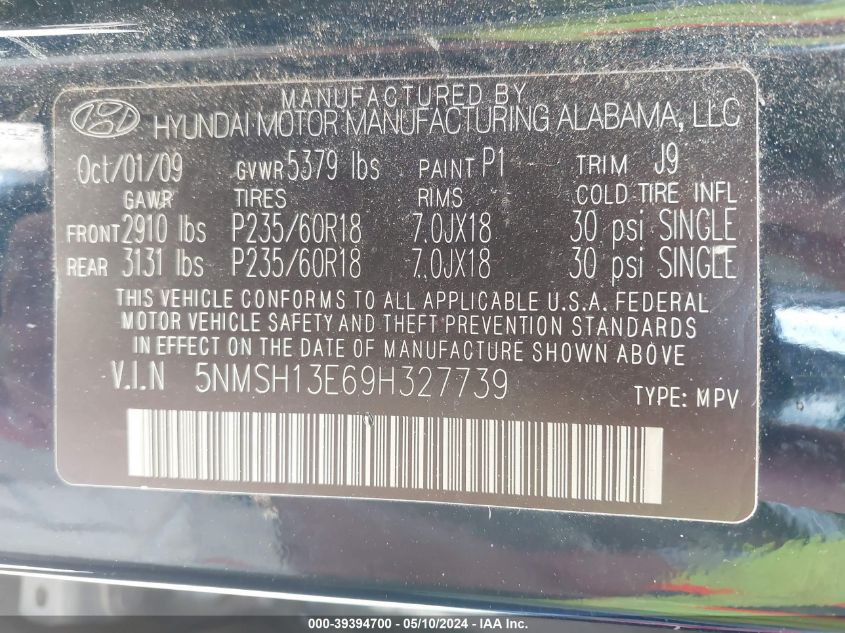 MANUFACTURED BY
HYUNDAI MOTOR MANUFACTURING ALABAMA, LLC
Oct/01/09 GVWR 5379 lbs PAINT P1 TRIM J9
GAWR TIRES RIMS COLD TIRE INFL
FRONT 2910 lbs P235/60R18 7.0JX18 30 psi SINGLE
REAR 3131 lbs P235/60R18 7.0JX18 30 psi SINGLE
THIS VEHICLE CONFORMS TO ALL APPLICABLE U.S.A. FEDERAL
MOTOR VEHICLE SAFETY AND THEFT PREVENTION STANDARDS
IN EFFECT ON THE DATE OF MANUFACTURE SHOWN ABOVE
V.I.N 5NMSH13E69H327739 TYPE: MPV
000-39394700 — 05/10/2024 - IAA Inc.